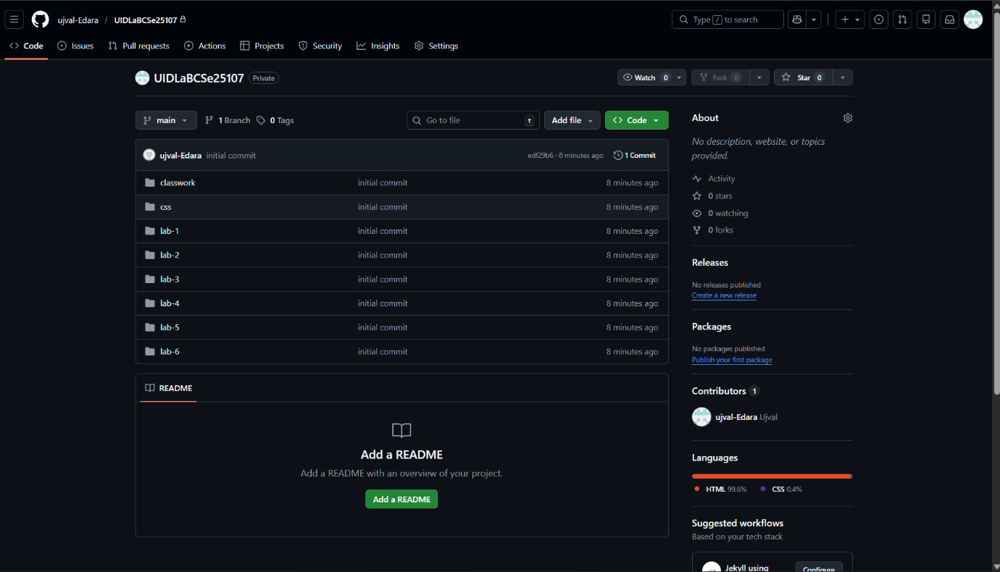 ujval-Edara / UIDLaBCSe25107
Type / to search
Code Issues Pull requests Actions Projects Security Insights Settings
UIDLaBCSe25107 Private
Watch 0 Fork 0 Star 0
main 1 Branch 0 Tags
Go to file t Add file Code
ujval-Edara initial commit edf29b6 · 8 minutes ago 1 Commit
classwork initial commit 8 minutes ago
css initial commit 8 minutes ago
lab-1 initial commit 8 minutes ago
lab-2 initial commit 8 minutes ago
lab-3 initial commit 8 minutes ago
lab-4 initial commit 8 minutes ago
lab-5 initial commit 8 minutes ago
lab-6 initial commit 8 minutes ago
README
Add a README
Add a README with an overview of your project.
Add a README
About
No description, website, or topics
provided.
Activity
0 stars
0 watching
0 forks
Releases
No releases published
Create a new release
Packages
No packages published
Publish your first package
Contributors 1
ujval-Edara Ujval
Languages
HTML 99.6% CSS 0.4%
Suggested workflows
Based on your tech stack
Jekyll using Configure